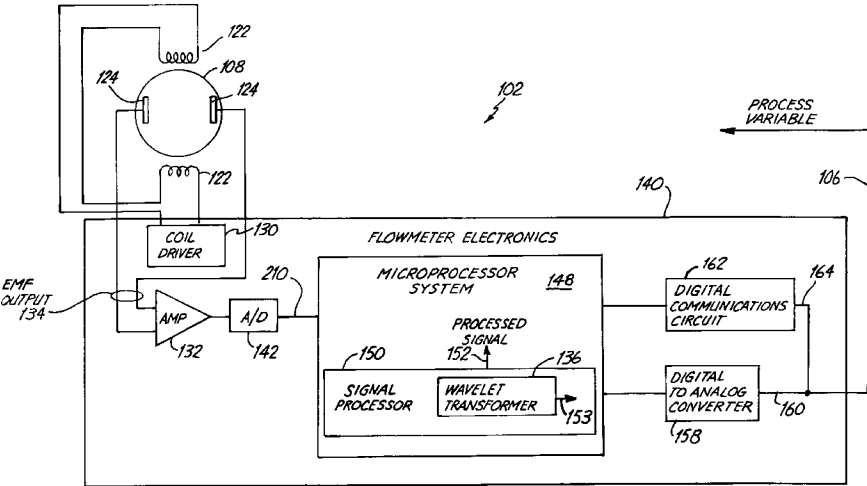 122
108
124
124
102
PROCESS
VARIABLE
106
122
140
COIL
DRIVER
130
FLOWMETER ELECTRONICS
EMF
OUTPUT
134
210
MICROPROCESSOR
SYSTEM
148
162
DIGITAL
COMMUNICATIONS
CIRCUIT
164
AMP
132
A/D
142
PROCESSED
SIGNAL
152
150
136
SIGNAL
PROCESSOR
WAVELET
TRANSFORMER
153
DIGITAL
TO ANALOG
CONVERTER
158
160